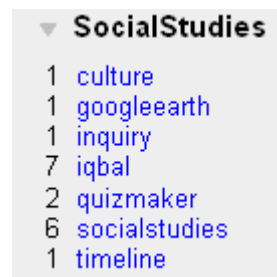 SocialStudies
1 culture
1 googleearth
1 inquiry
7 iqbal
2 quizmaker
6 socialstudies
1 timeline